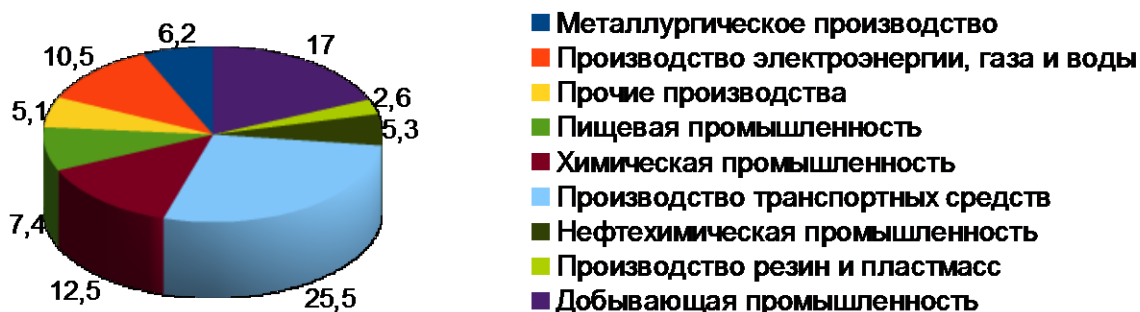 6,2
17
10,5
2,6
5,1
5,3
7,4
12,5
25,5
Металлургическое производство
Производство электроэнергии, газа и воды
Прочие производства
Пищевая промышленность
Химическая промышленность
Производство транспортных средств
Нефтехимическая промышленность
Производство резин и пластмасс
Добывающая промышленность